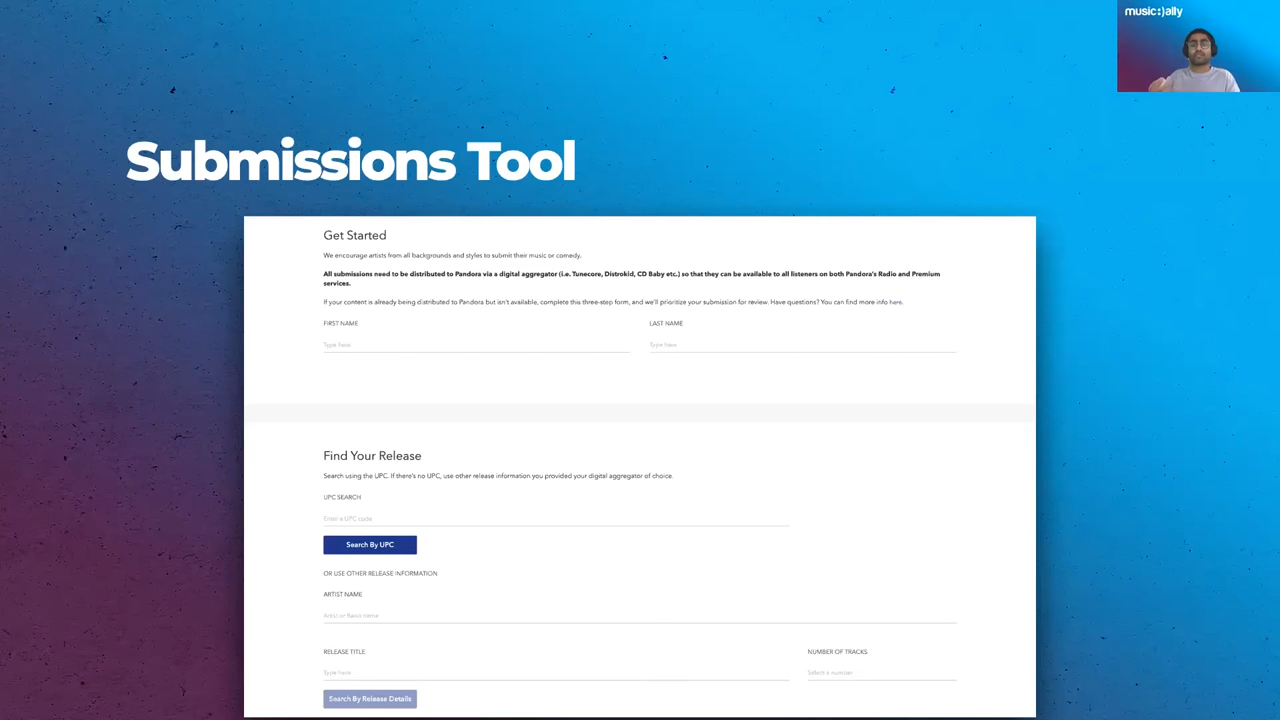 music:)ally
Submissions Tool
Get Started
We encourage artists from all backgrounds and styles to submit their music or comedy.
All submissions need to be distributed to Pandora via a digital aggregator (i.e. Tunecore, Distrokid, CD Baby etc.) so that they can be available to all listeners on both Pandora's Radio and Premium
services.
If your content is already being distributed to Pandora but isn't available, complete this three-step form, and we'll prioritize your submission for review. Have questions? You can find more info here.
FIRST NAME LAST NAME
Type here Type here
Find Your Release
Search using the UPC. If there's no UPC, use other release information you provided your digital aggregator of choice.
UPC SEARCH
Enter a UPC code
Search By UPC
OR USE OTHER RELEASE INFORMATION
ARTIST NAME
Artist or Band name
RELEASE TITLE NUMBER OF TRACKS
Type here Select a number
Search By Release Details